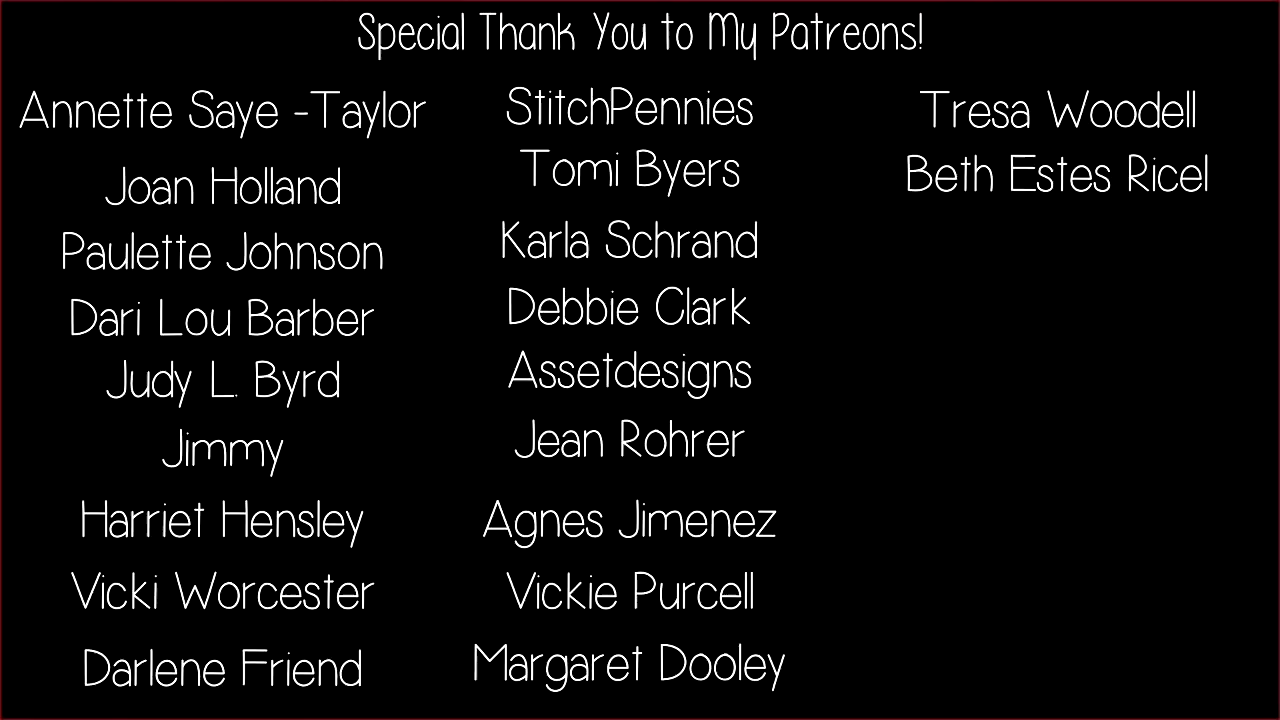 Special Thank You to My Patreons!
Annette Saye -Taylor
Joan Holland
Paulette Johnson
Dari Lou Barber
Judy L. Byrd
Jimmy
Harriet Hensley
Vicki Worcester
Darlene Friend
StitchPennies
Tomi Byers
Karla Schrand
Debbie Clark
Assetdesigns
Jean Rohrer
Agnes Jimenez
Vickie Purcell
Margaret Dooley
Tresa Woodell
Beth Estes Ricel